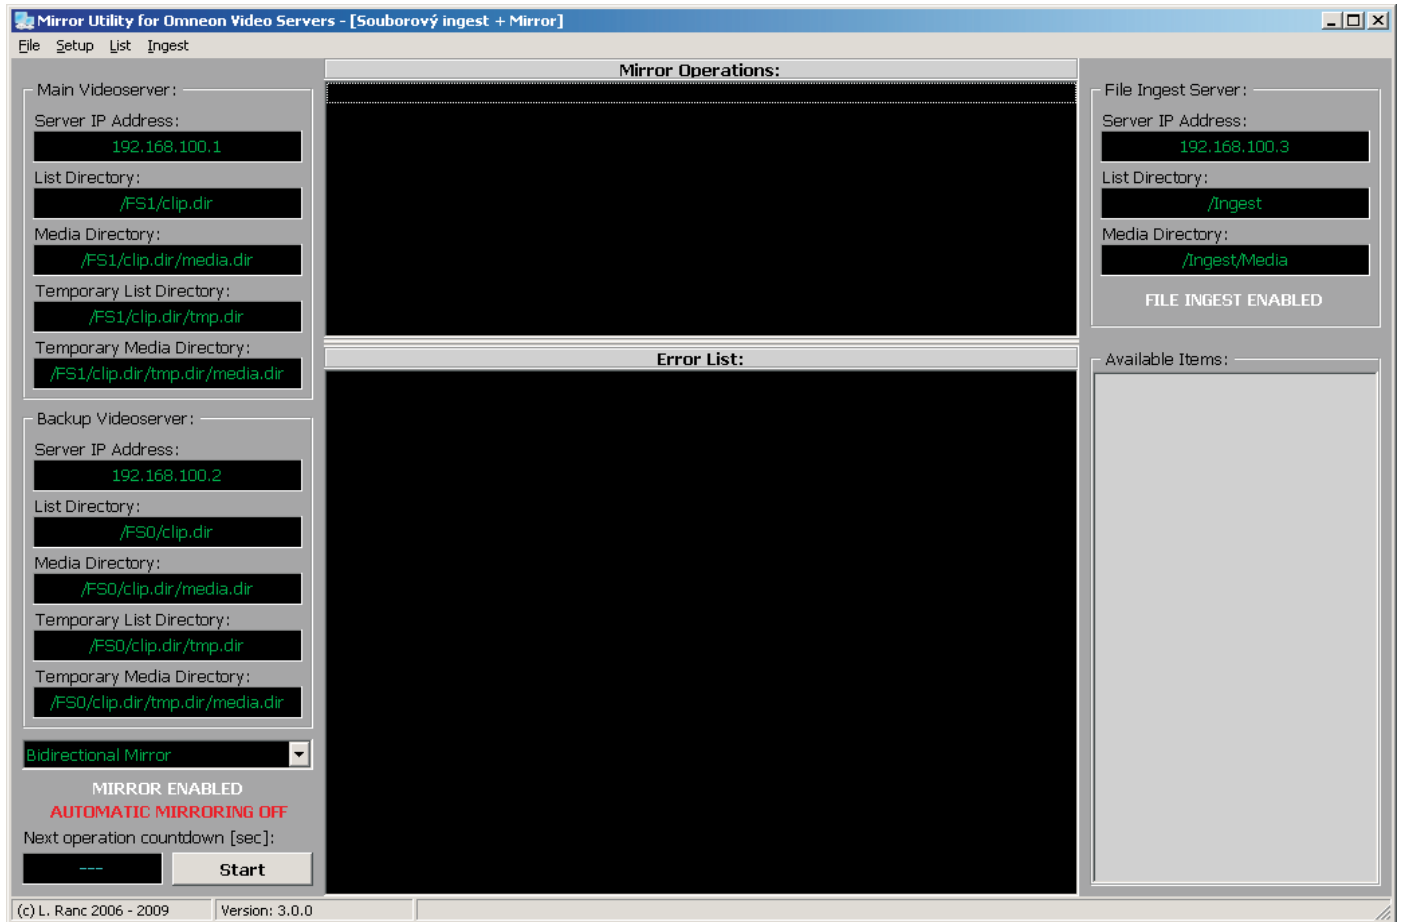 Mirror Utility for Omneon Video Servers - [Souborový ingest + Mirror]
File Setup List Ingest
Main Videoserver:
Server IP Address:
192.168.100.1
List Directory:
/FS1/clip.dir
Media Directory:
/FS1/clip.dir/media.dir
Temporary List Directory:
/FS1/clip.dir/tmp.dir
Temporary Media Directory:
/FS1/clip.dir/tmp.dir/media.dir
Backup Videoserver:
Server IP Address:
192.168.100.2
List Directory:
/FS0/clip.dir
Media Directory:
/FS0/clip.dir/media.dir
Temporary List Directory:
/FS0/clip.dir/tmp.dir
Temporary Media Directory:
/FS0/clip.dir/tmp.dir/media.dir
Bidirectional Mirror
MIRROR ENABLED
AUTOMATIC MIRRORING OFF
Next operation countdown [sec]:
--- Start
Mirror Operations:
Error List:
File Ingest Server:
Server IP Address:
192.168.100.3
List Directory:
/Ingest
Media Directory:
/Ingest/Media
FILE INGEST ENABLED
Available Items:
(c) L. Ranc 2006 - 2009 Version: 3.0.0